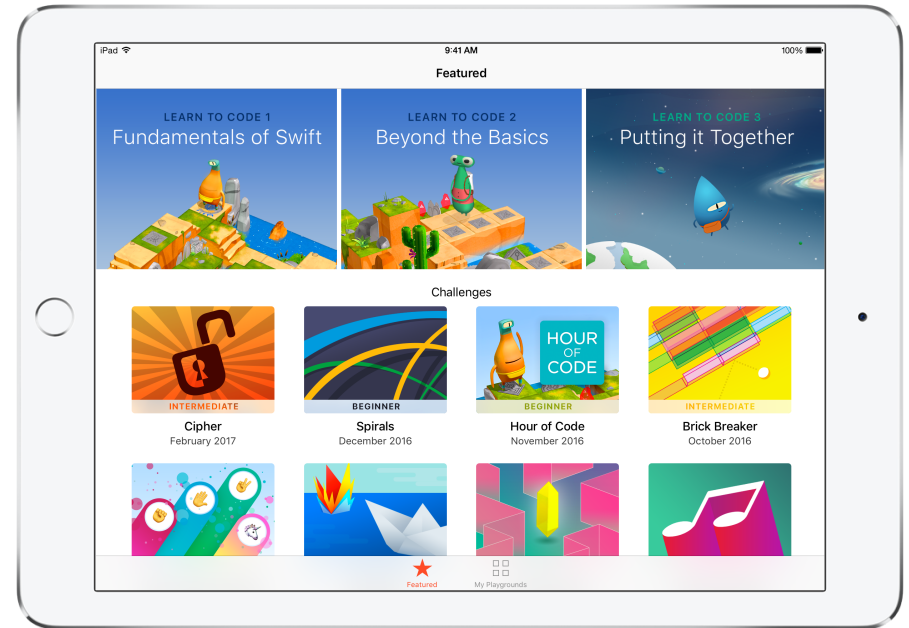 iPad 9:41 AM 100%
Featured
LEARN TO CODE 1
Fundamentals of Swift
LEARN TO CODE 2
Beyond the Basics
LEARN TO CODE 3
Putting it Together
Challenges
INTERMEDIATE
Cipher
February 2017
BEGINNER
Spirals
December 2016
HOUR
OF
CODE
BEGINNER
Hour of Code
November 2016
INTERMEDIATE
Brick Breaker
October 2016
Featured
My Playgrounds